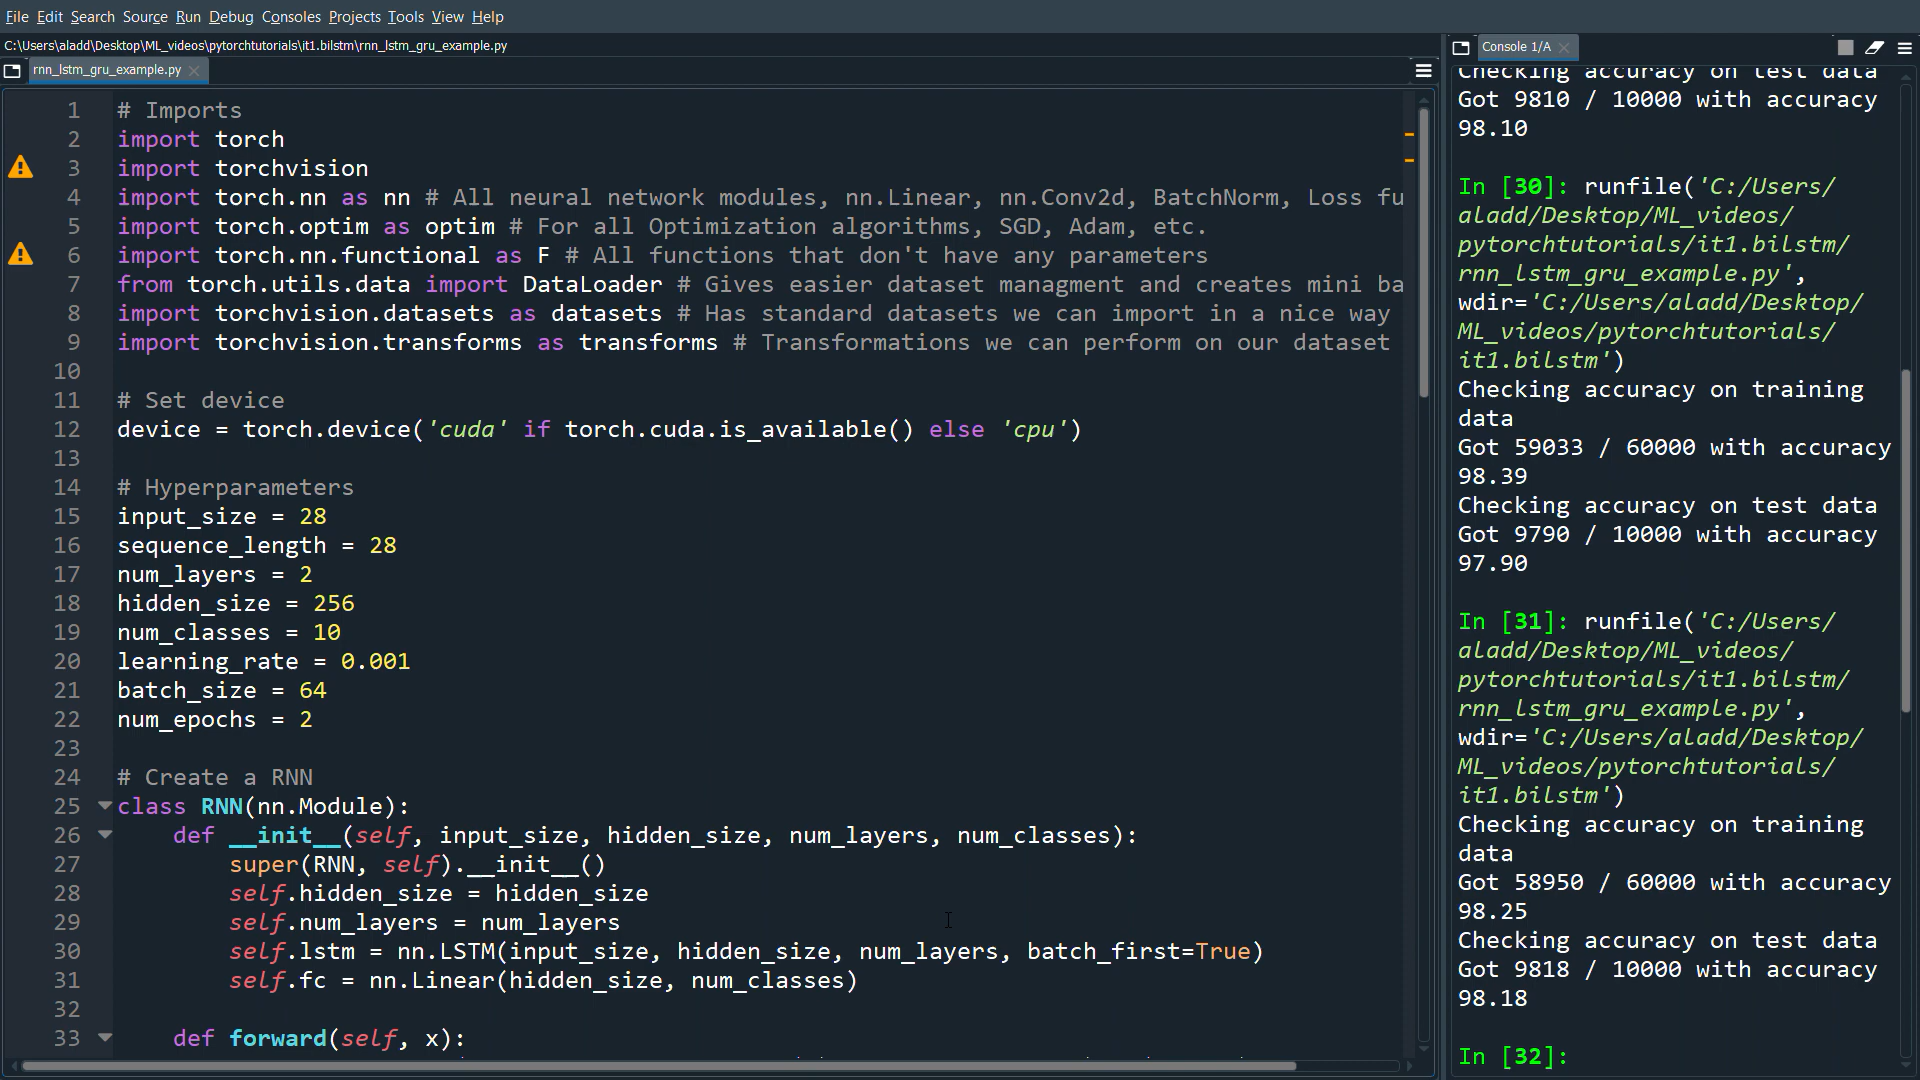 File Edit Search Source Run Debug Consoles Projects Tools View Help
C:\Users\aladd\Desktop\ML_videos\pytorchtutorials\it1.bilstm\rnn_lstm_gru_example.py
rnn_lstm_gru_example.py
1 # Imports
2 import torch
3 import torchvision
4 import torch.nn as nn # All neural network modules, nn.Linear, nn.Conv2d, BatchNorm, Loss fu
5 import torch.optim as optim # For all Optimization algorithms, SGD, Adam, etc.
6 import torch.nn.functional as F # All functions that don't have any parameters
7 from torch.utils.data import DataLoader # Gives easier dataset managment and creates mini ba
8 import torchvision.datasets as datasets # Has standard datasets we can import in a nice way
9 import torchvision.transforms as transforms # Transformations we can perform on our dataset
10
11 # Set device
12 device = torch.device('cuda' if torch.cuda.is_available() else 'cpu')
13
14 # Hyperparameters
15 input_size = 28
16 sequence_length = 28
17 num_layers = 2
18 hidden_size = 256
19 num_classes = 10
20 learning_rate = 0.001
21 batch_size = 64
22 num_epochs = 2
23
24 # Create a RNN
25 class RNN(nn.Module):
26     def __init__(self, input_size, hidden_size, num_layers, num_classes):
27         super(RNN, self).__init__()
28         self.hidden_size = hidden_size
29         self.num_layers = num_layers
30         self.lstm = nn.LSTM(input_size, hidden_size, num_layers, batch_first=True)
31         self.fc = nn.Linear(hidden_size, num_classes)
32
33     def forward(self, x):
Console 1/A
Checking accuracy on test data
Got 9810 / 10000 with accuracy
98.10
In [30]: runfile('C:/Users/
aladd/Desktop/ML_videos/
pytorchtutorials/it1.bilstm/
rnn_lstm_gru_example.py',
wdir='C:/Users/aladd/Desktop/
ML_videos/pytorchtutorials/
it1.bilstm')
Checking accuracy on training
data
Got 59033 / 60000 with accuracy
98.39
Checking accuracy on test data
Got 9790 / 10000 with accuracy
97.90
In [31]: runfile('C:/Users/
aladd/Desktop/ML_videos/
pytorchtutorials/it1.bilstm/
rnn_lstm_gru_example.py',
wdir='C:/Users/aladd/Desktop/
ML_videos/pytorchtutorials/
it1.bilstm')
Checking accuracy on training
data
Got 58950 / 60000 with accuracy
98.25
Checking accuracy on test data
Got 9818 / 10000 with accuracy
98.18
In [32]: